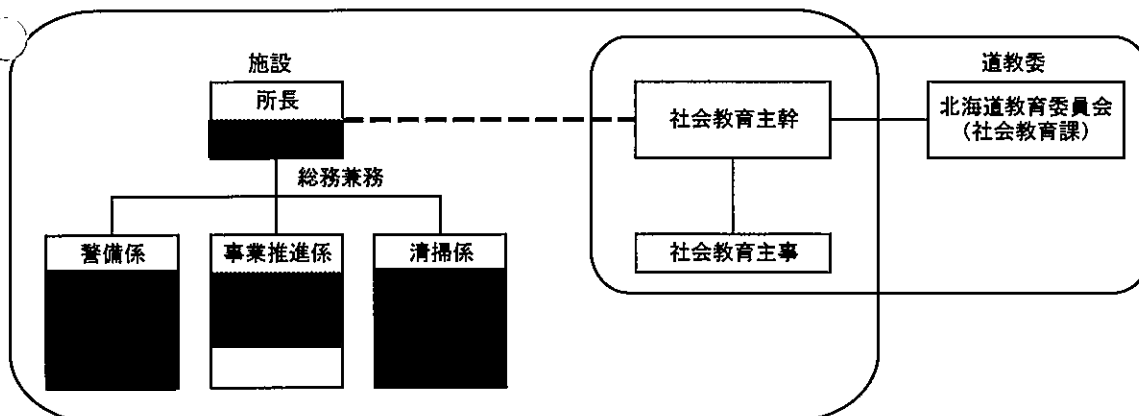 施設
所長
総務兼務
警備係
事業推進係
清掃係
道教委
社会教育主幹
北海道教育委員会
(社会教育課)
社会教育主事